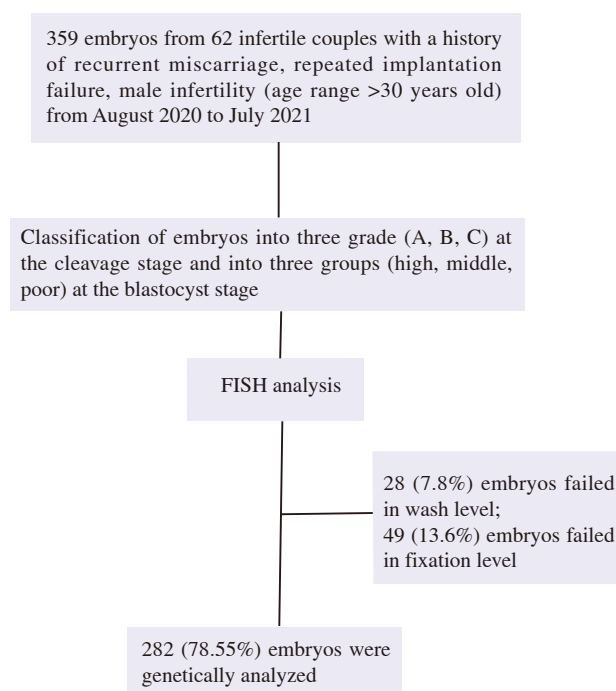 359 embryos from 62 infertile couples with a history
of recurrent miscarriage, repeated implantation
failure, male infertility (age range >30 years old)
from August 2020 to July 2021
Classification of embryos into three grade (A, B, C) at
the cleavage stage and into three groups (high, middle,
poor) at the blastocyst stage
FISH analysis
28 (7.8%) embryos failed
in wash level;
49 (13.6%) embryos failed
in fixation level
282 (78.55%) embryos were
genetically analyzed